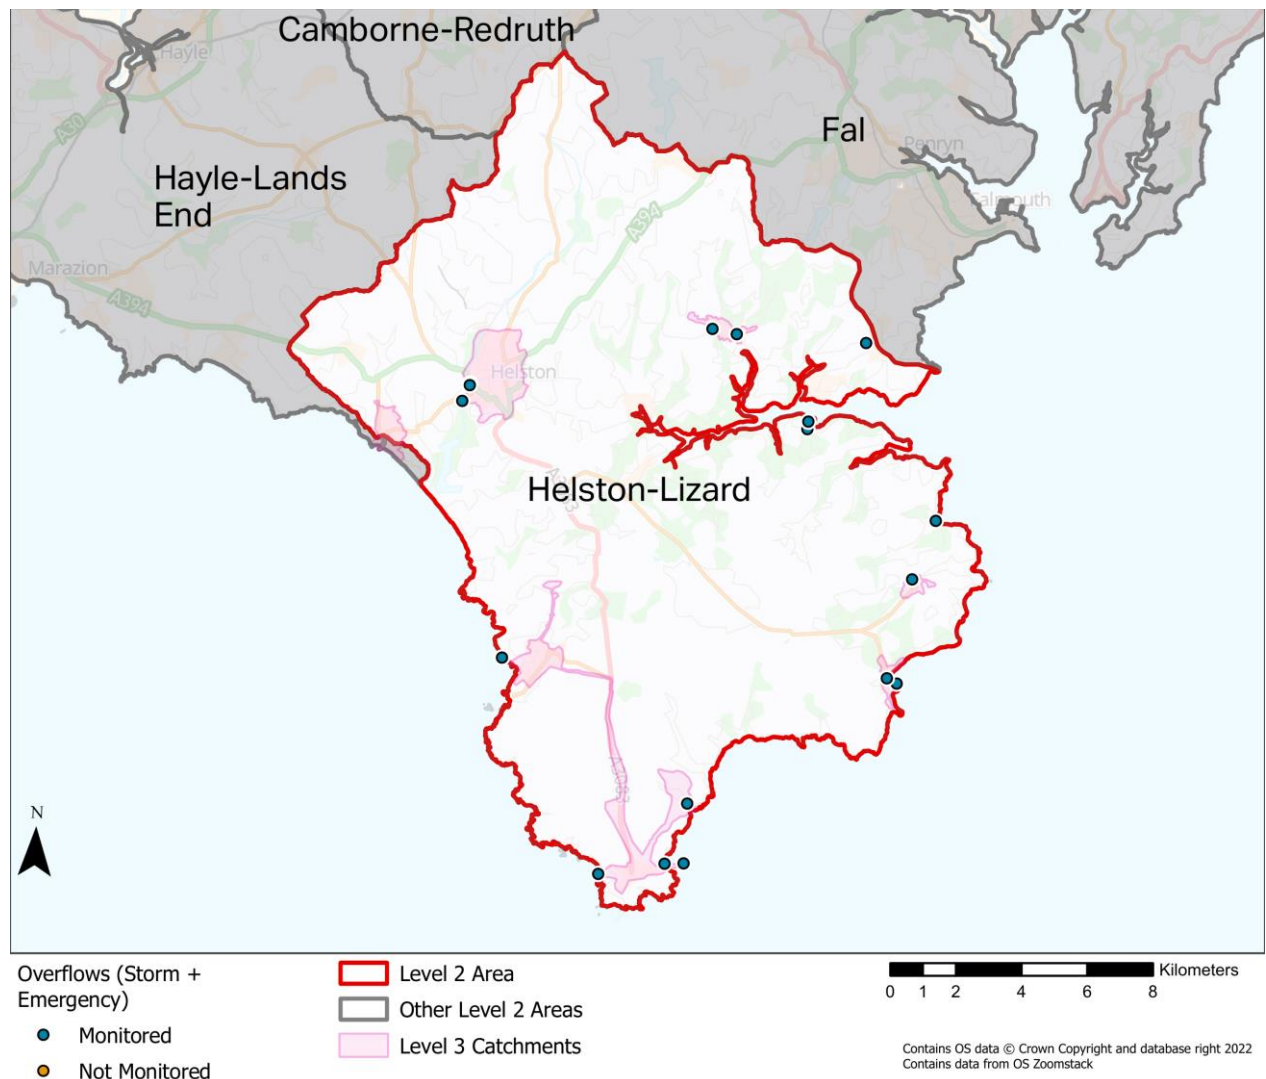 Camborne-Redruth
Hayle
A30
Fal
Penryn
Hayle-Lands
End
Falmouth
A394
Marazion
A394
Helston
Helston-Lizard
A3083
A3083
N
Overflows (Storm +
Emergency)
Monitored
Not Monitored
Level 2 Area
Other Level 2 Areas
Level 3 Catchments
Kilometers
0 1 2 4 6 8
Contains OS data © Crown Copyright and database right 2022
Contains data from OS Zoomstack